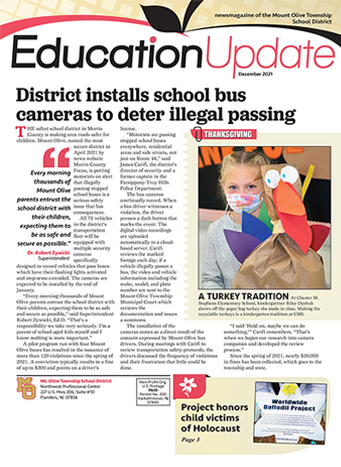 newsmagazine of the Mount Olive Township
School District
Education Update
December 2021
District installs school bus
cameras to deter illegal passing
THE safest school district in Morris
County is making roads safer for
children. Mount Olive, named the most
secure district in
April 2021 by
news website
Morris County
Focus, is putting
motorists on alert
that illegally
passing stopped
school buses is a
serious safety
issue that has
consequences.
All 72 vehicles
in the district's
transportation
fleet will be
equipped with
multiple security
cameras
specifically
designed to record vehicles that pass buses
which have their flashing lights activated
and stop-arms extended. The cameras are
expected to be installed by the end of
January.
"Every morning thousands of Mount
Olive parents entrust the school district with
their children, expecting them to be as safe
and secure as possible," said Superintendent
Robert Zywicki, Ed.D. "That's a
responsibility we take very seriously. I'm a
parent of school-aged kids myself and I
know nothing is more important."
A pilot program run with four Mount
Olive buses has resulted in the issuance of
more than 120 violations since the spring of
2021. A conviction typically results in a fine
of up to $300 and points on a driver's
“
Every morning
thousands of
Mount Olive
parents entrust the
school district with
their children,
expecting them to
be as safe and
secure as possible.”
Dr. Robert Zywicki
Superintendent
license.
"Motorists are passing
stopped school buses
everywhere, residential
areas and side streets, not
just on Route 46," said
James Carifi, the district's
director of security and a
former captain in the
Parsippany-Troy Hills
Police Department.
The bus cameras
continually record. When
a bus driver witnesses a
violation, the driver
presses a dash button that
marks the event. The
digital video recordings
are uploaded
automatically to a cloud-
based server. Carifi
reviews the marked
footage each day; if a
vehicle illegally passes a
bus, the video and vehicle
information including the
make, model, and plate
number are sent to the
Mount Olive Township
Municipal Court which
reviews the
documentation and issues
a summons.
The installation of the
cameras comes as a direct result of the
concern expressed by Mount Olive bus
drivers. During meetings with Carifi to
review transportation safety protocols, the
drivers discussed the frequency of violations
and their frustration that little could be
done.
THANKSGIVING
A TURKEY TRADITION At Chester M.
Stephens Elementary School, kindergartner Riley Dyduck
shows off the paper bag turkey she made in class. Making the
recyclable turkeys is a kindergarten tradition at CMS.
"I said 'Hold on, maybe we can do
something,'" Carifi remembers. "That's
when we began our research into camera
companies and developed the review
process."
Since the spring of 2021, nearly $20,000
in fines has been collected, which goes to the
township and state.
Mt. Olive Township School District
Northwood Professional Center
227 U.S. Hwy 206, Suite #10
Flanders, NJ 07836
Non-Profit Org.
U.S. Postage
PAID
Permit No. 200
Hackettstown, NJ
07840
Project honors
child victims
of Holocaust
Page 3
Worldwide
Daffodil Project